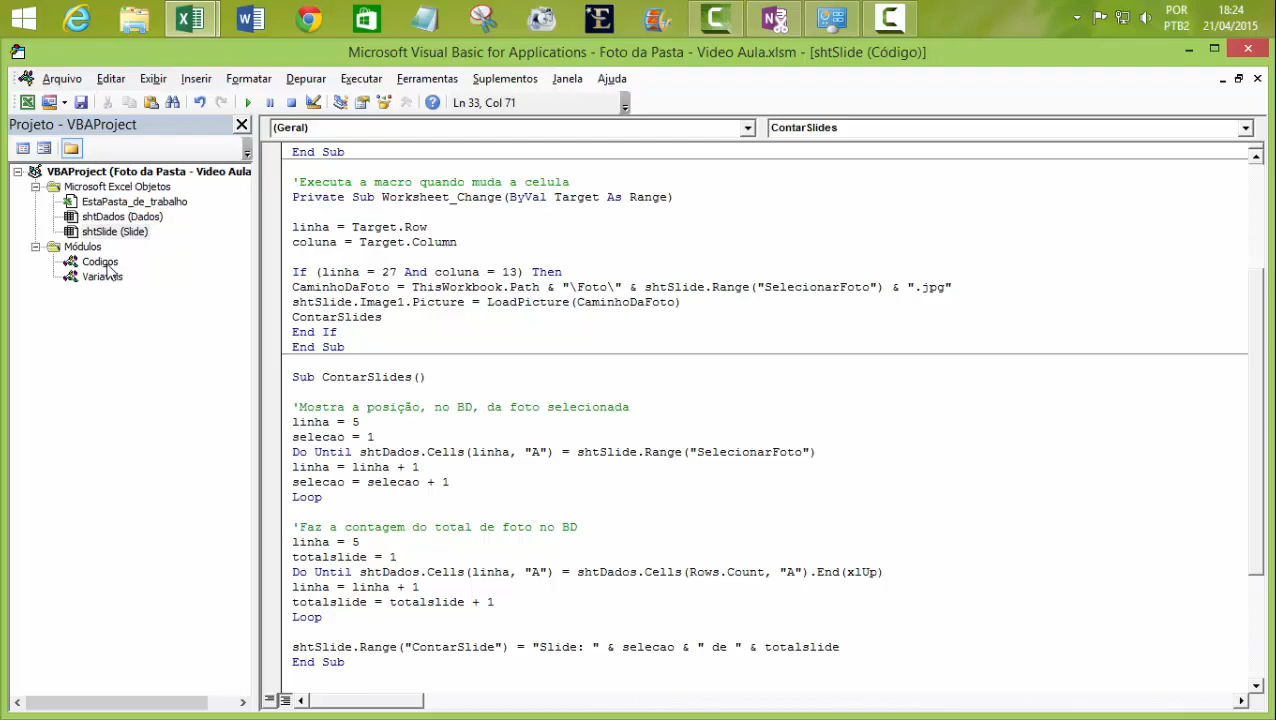 POR
PTB2
18:24
21/04/2015
Microsoft Visual Basic for Applications - Foto da Pasta - Video Aula.xlsm - [shtSlide (Código)]
Arquivo Editar Exibir Inserir Formatar Depurar Executar Ferramentas Suplementos Janela Ajuda
Ln 33, Col 71
Projeto - VBAProject
(Geral)
ContarSlides
VBAProject (Foto da Pasta - Video Aula
Microsoft Excel Objetos
EstaPasta_de_trabalho
shtDados (Dados)
shtSlide (Slide)
Módulos
Codigos
Variaveis
End Sub
'Executa a macro quando muda a celula
Private Sub Worksheet_Change(ByVal Target As Range)
linha = Target.Row
coluna = Target.Column
If (linha = 27 And coluna = 13) Then
CaminhoDaFoto = ThisWorkbook.Path & "\Foto\" & shtSlide.Range("SelecionarFoto") & ".jpg"
shtSlide.Image1.Picture = LoadPicture(CaminhoDaFoto)
ContarSlides
End If
End Sub
Sub ContarSlides()
'Mostra a posição, no BD, da foto selecionada
linha = 5
selecao = 1
Do Until shtDados.Cells(linha, "A") = shtSlide.Range("SelecionarFoto")
linha = linha + 1
selecao = selecao + 1
Loop
'Faz a contagem do total de foto no BD
linha = 5
totalslide = 1
Do Until shtDados.Cells(linha, "A") = shtDados.Cells(Rows.Count, "A").End(xlUp)
linha = linha + 1
totalslide = totalslide + 1
Loop
shtSlide.Range("ContarSlide") = "Slide: " & selecao & " de " & totalslide
End Sub